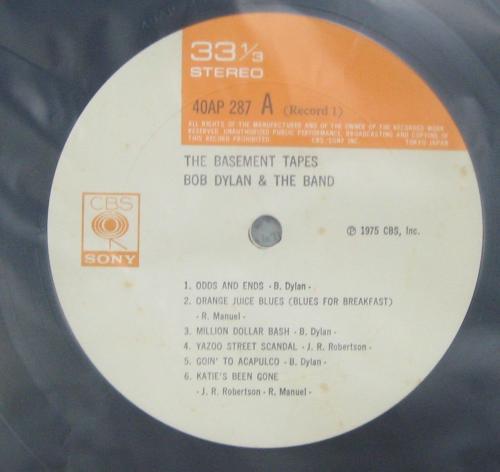 33 1/3
STEREO
40AP 287 A (Record 1)
ALL RIGHTS OF THE MANUFACTURER AND OF THE OWNER OF THE RECORDED WORK
RESERVED. UNAUTHORIZED PUBLIC PERFORMANCE, BROADCASTING AND COPYING OF
THIS RECORD PROHIBITED. CBS/SONY INC. TOKYO JAPAN
THE BASEMENT TAPES
BOB DYLAN & THE BAND
CBS
SONY
℗ 1975 CBS, Inc.
1. ODDS AND ENDS - B. Dylan -
2. ORANGE JUICE BLUES (BLUES FOR BREAKFAST)
- R. Manuel -
3. MILLION DOLLAR BASH - B. Dylan -
4. YAZOO STREET SCANDAL - J. R. Robertson -
5. GOIN' TO ACAPULCO - B. Dylan -
6. KATIE'S BEEN GONE
- J. R. Robertson - R. Manuel -